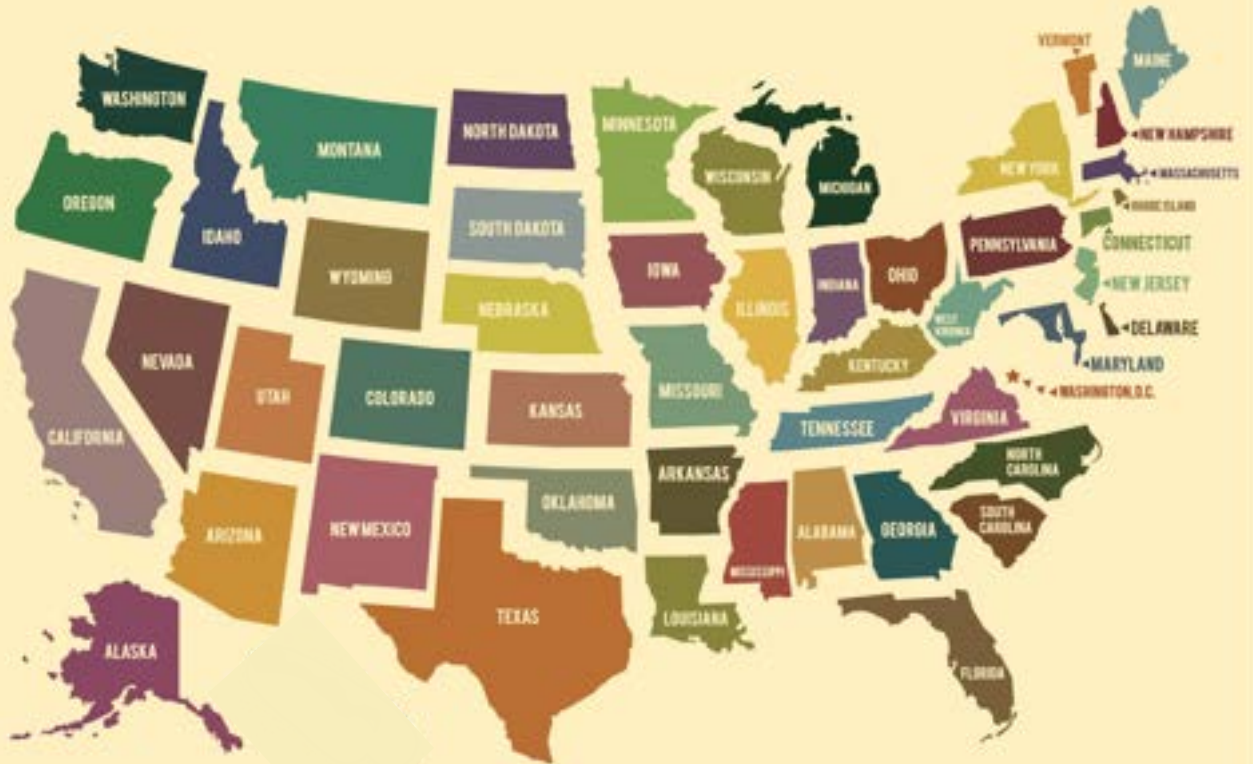 VERMONT
MAINE
WASHINGTON
MONTANA
NORTH DAKOTA
MINNESOTA
NEW HAMPSHIRE
OREGON
IDAHO
WISCONSIN
MICHIGAN
NEW YORK
MASSACHUSETTS
SOUTH DAKOTA
RHODE ISLAND
WYOMING
IOWA
PENNSYLVANIA
CONNECTICUT
NEBRASKA
ILLINOIS
INDIANA
OHIO
NEW JERSEY
WEST
VIRGINIA
DELAWARE
NEVADA
UTAH
COLORADO
KANSAS
MISSOURI
KENTUCKY
MARYLAND
WASHINGTON, D.C.
CALIFORNIA
TENNESSEE
VIRGINIA
NORTH
CAROLINA
ARKANSAS
OKLAHOMA
ARIZONA
NEW MEXICO
MISSISSIPPI
ALABAMA
GEORGIA
SOUTH
CAROLINA
TEXAS
LOUISIANA
ALASKA
FLORIDA